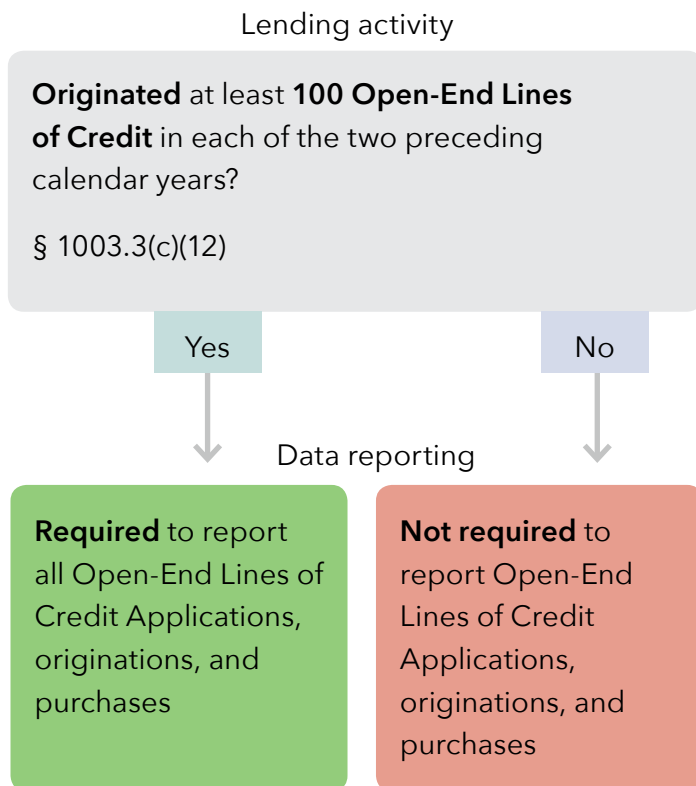 Lending activity
Originated at least 100 Open-End Lines
of Credit in each of the two preceding
calendar years?
§ 1003.3(c)(12)
Yes
No
Data reporting
Required to report
all Open-End Lines of
Credit Applications,
originations, and
purchases
Not required to
report Open-End
Lines of Credit
Applications,
originations, and
purchases